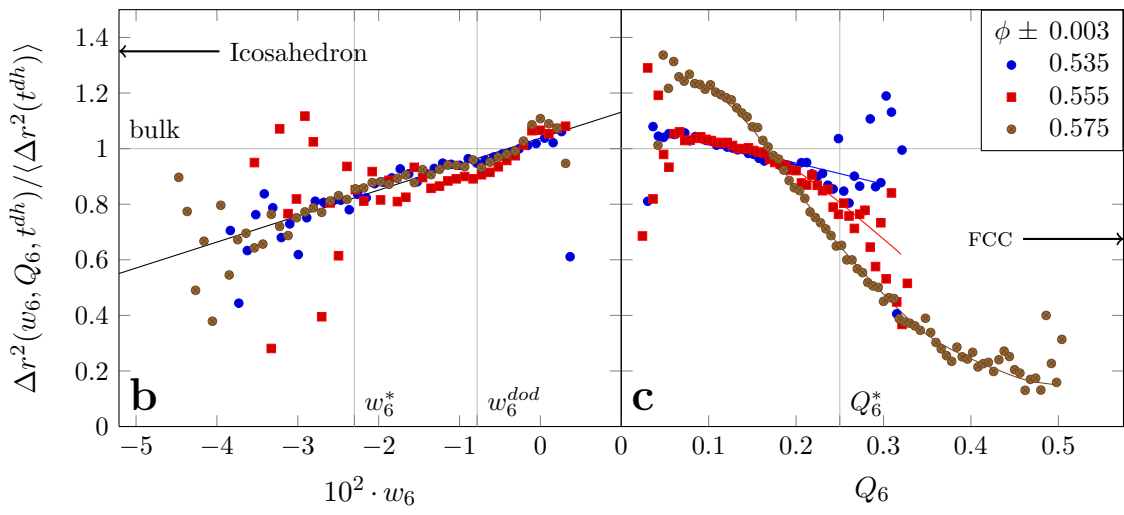 Δr²(w₆, Q₆, t^{dh})/⟨Δr²(t^{dh})⟩
1.4
1.2
1
0.8
0.6
0.4
0.2
0
Icosahedron
bulk
b
w₆^*
w₆^{dod}
−5
−4
−3
−2
−1
0
10² · w₆
ϕ ± 0.003
0.535
0.555
0.575
FCC
c
Q₆^*
0
0.1
0.2
0.3
0.4
0.5
Q₆